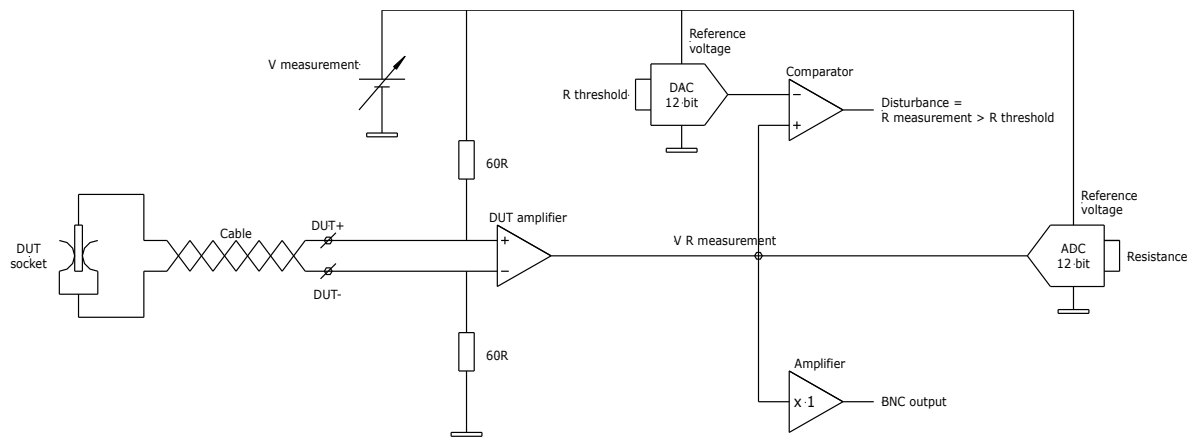 Reference
voltage
V measurement
Comparator
DAC
12-bit
R threshold
−
+
Disturbance =
R measurement > R threshold
60R
Reference
voltage
DUT amplifier
DUT+
Cable
V R measurement
+
−
DUT
socket
ADC
12-bit
Resistance
DUT-
60R
Amplifier
x 1
BNC output